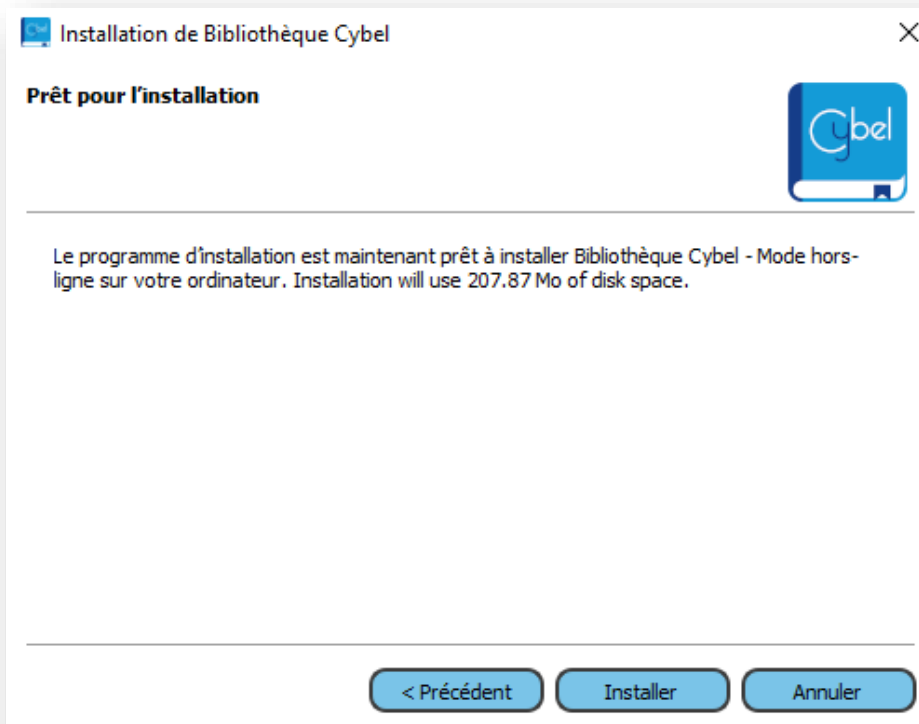 Cybel
Installation de Bibliothèque Cybel
Prêt pour l'installation
Cybel
Le programme d'installation est maintenant prêt à installer Bibliothèque Cybel - Mode hors-
ligne sur votre ordinateur. Installation will use 207.87 Mo of disk space.
< Précédent
Installer
Annuler